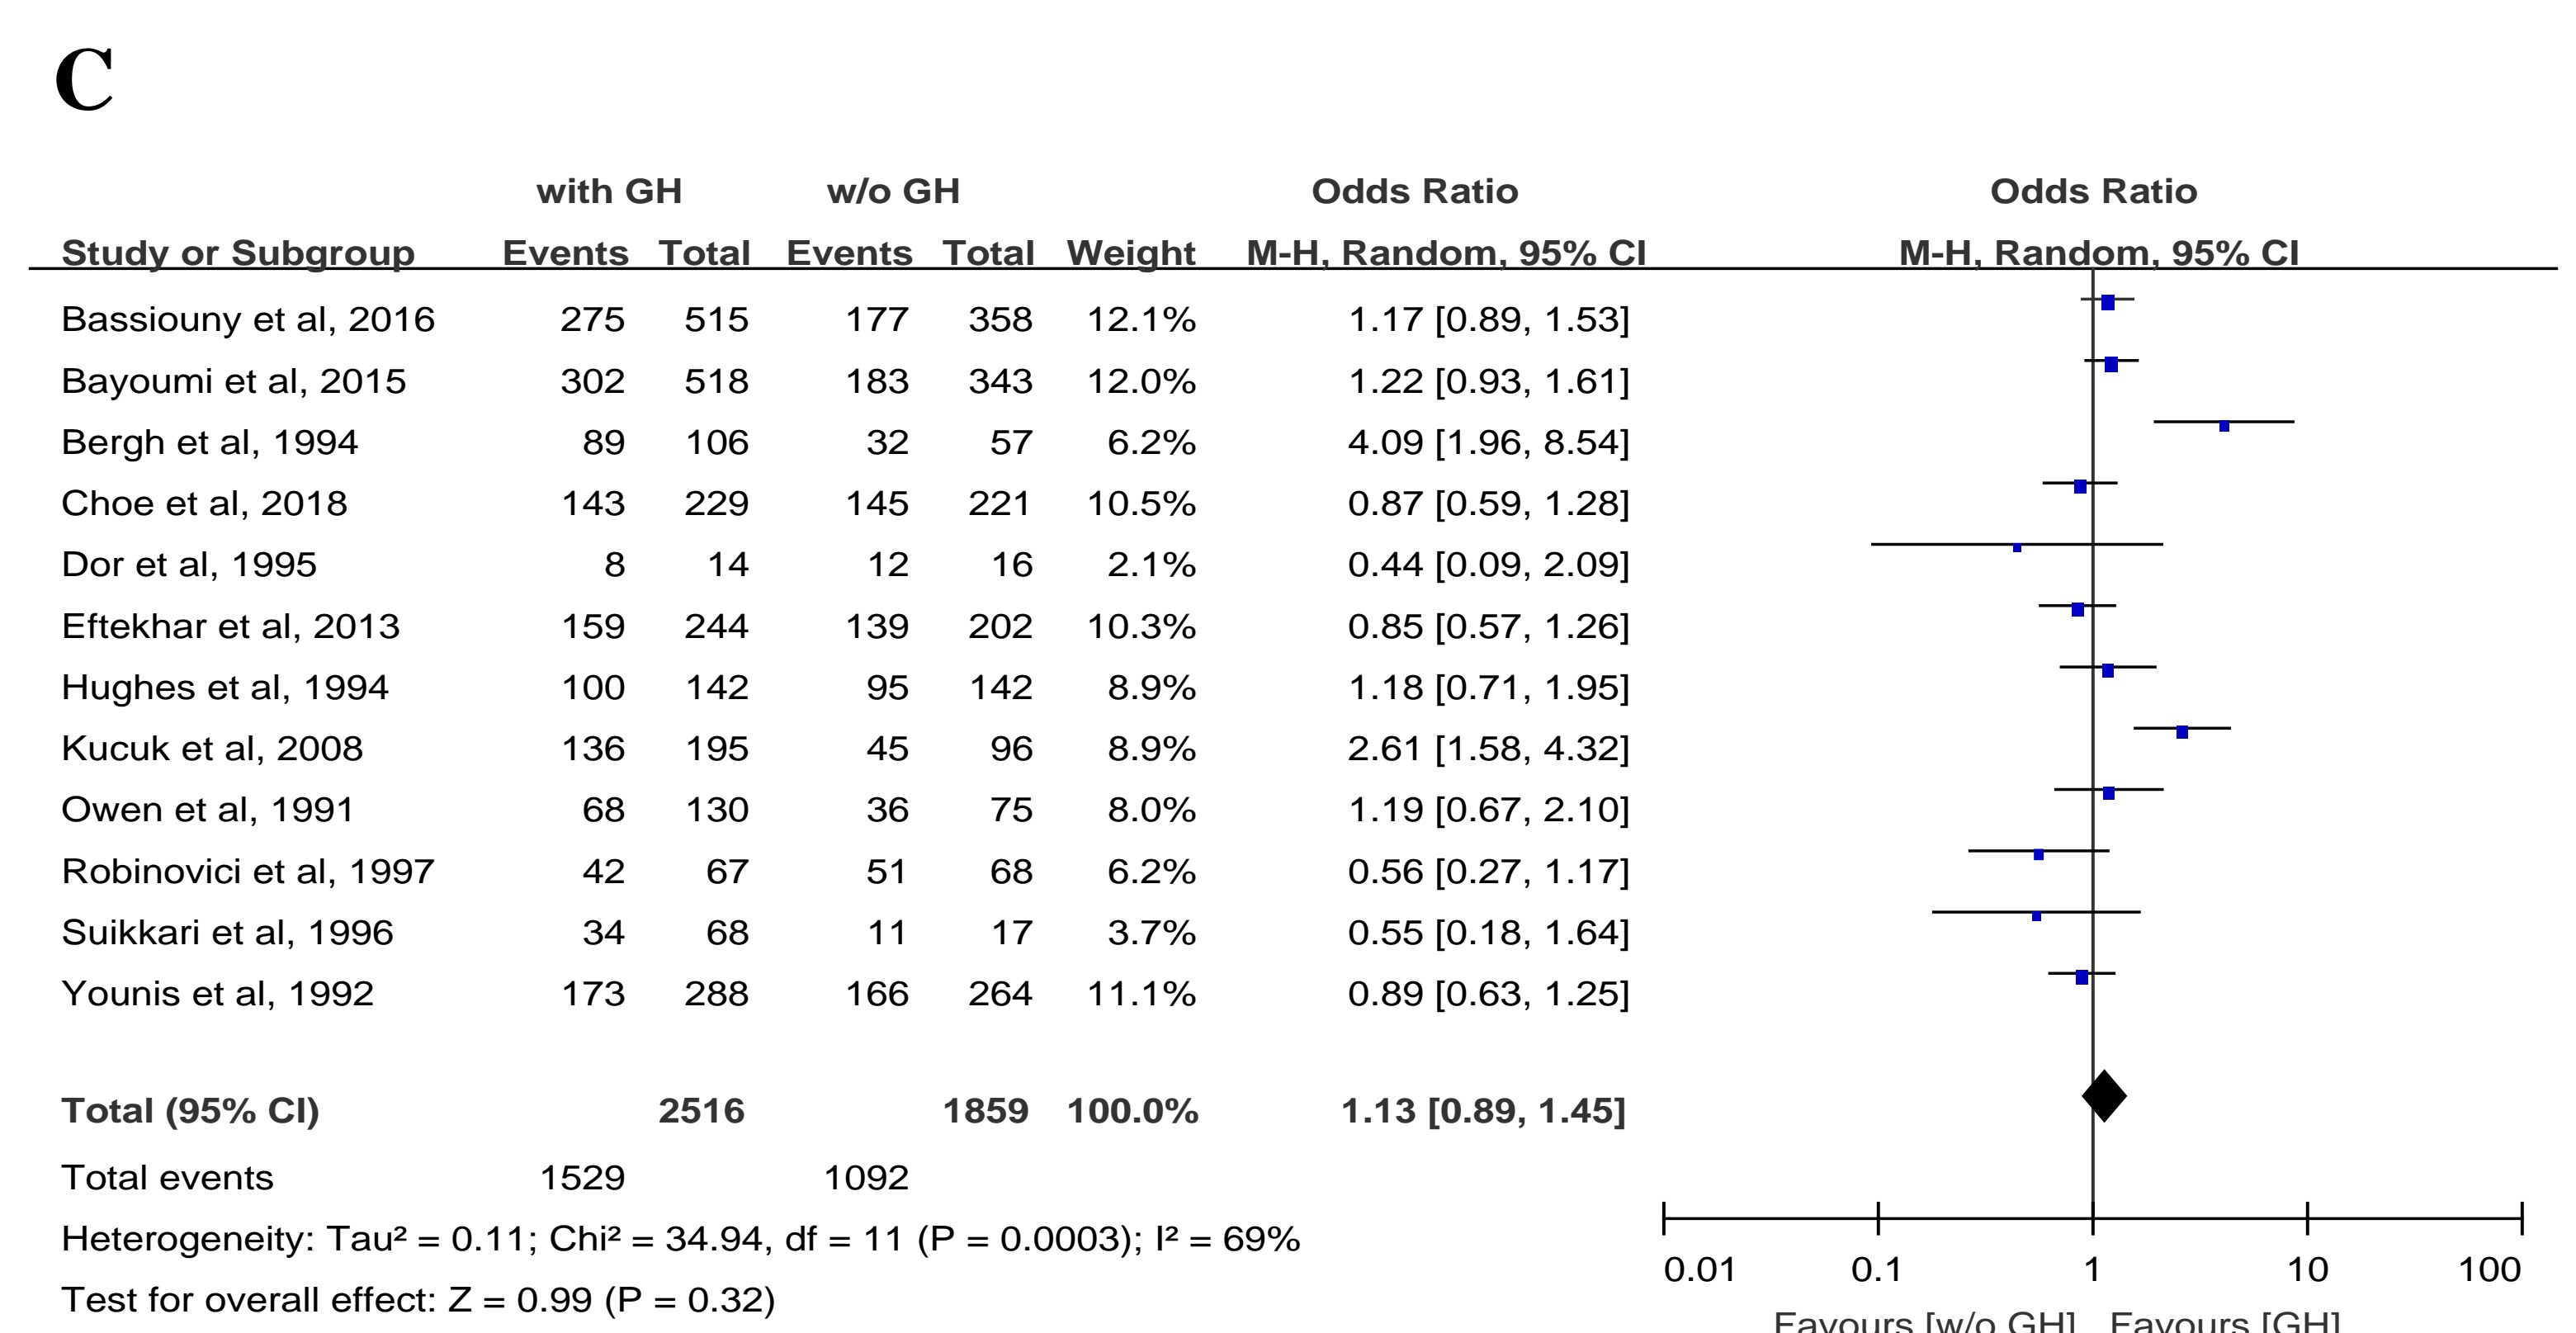 C
with GH w/o GH Odds Ratio Odds Ratio
Study or Subgroup Events Total Events Total Weight M-H, Random, 95% CI M-H, Random, 95% CI
Bassiouny et al, 2016 275 515 177 358 12.1% 1.17 [0.89, 1.53]
Bayoumi et al, 2015 302 518 183 343 12.0% 1.22 [0.93, 1.61]
Bergh et al, 1994 89 106 32 57 6.2% 4.09 [1.96, 8.54]
Choe et al, 2018 143 229 145 221 10.5% 0.87 [0.59, 1.28]
Dor et al, 1995 8 14 12 16 2.1% 0.44 [0.09, 2.09]
Eftekhar et al, 2013 159 244 139 202 10.3% 0.85 [0.57, 1.26]
Hughes et al, 1994 100 142 95 142 8.9% 1.18 [0.71, 1.95]
Kucuk et al, 2008 136 195 45 96 8.9% 2.61 [1.58, 4.32]
Owen et al, 1991 68 130 36 75 8.0% 1.19 [0.67, 2.10]
Robinovici et al, 1997 42 67 51 68 6.2% 0.56 [0.27, 1.17]
Suikkari et al, 1996 34 68 11 17 3.7% 0.55 [0.18, 1.64]
Younis et al, 1992 173 288 166 264 11.1% 0.89 [0.63, 1.25]
Total (95% CI) 2516 1859 100.0% 1.13 [0.89, 1.45]
Total events 1529 1092
Heterogeneity: Tau² = 0.11; Chi² = 34.94, df = 11 (P = 0.0003); I² = 69%
Test for overall effect: Z = 0.99 (P = 0.32)
0.01 0.1 1 10 100
Favours [w/o GH] Favours [GH]